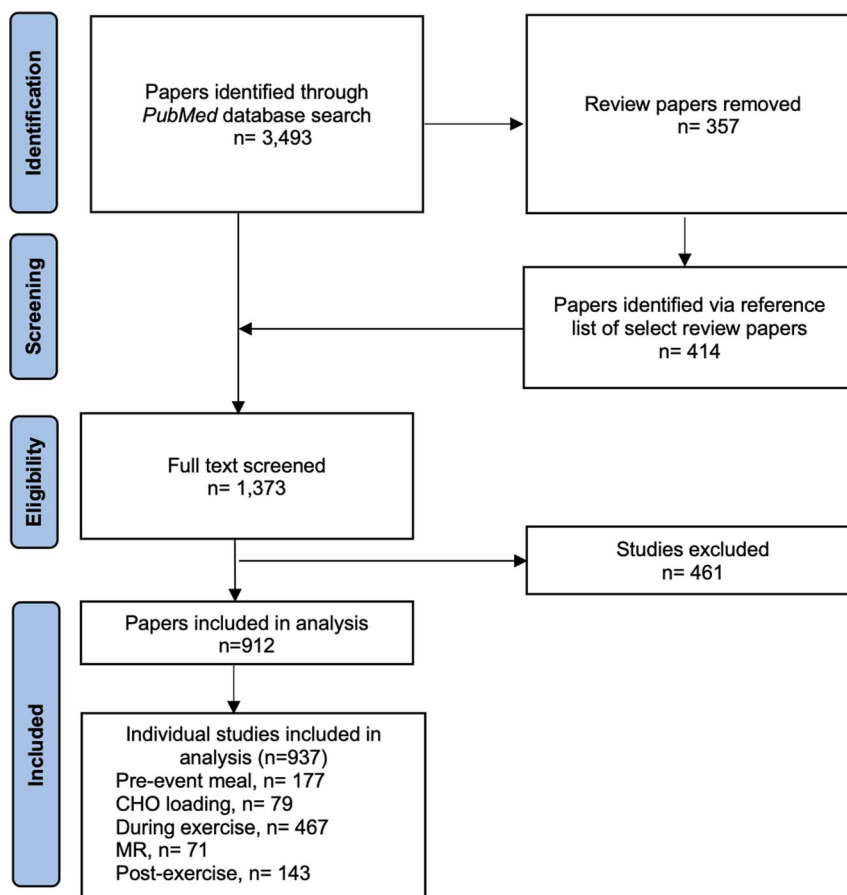 Identification
Papers identified through
PubMed database search
n= 3,493
Review papers removed
n= 357
Screening
Papers identified via reference
list of select review papers
n= 414
Eligibility
Full text screened
n= 1,373
Studies excluded
n= 461
Included
Papers included in analysis
n=912
Individual studies included in
analysis (n=937)
Pre-event meal, n= 177
CHO loading, n= 79
During exercise, n= 467
MR, n= 71
Post-exercise, n= 143